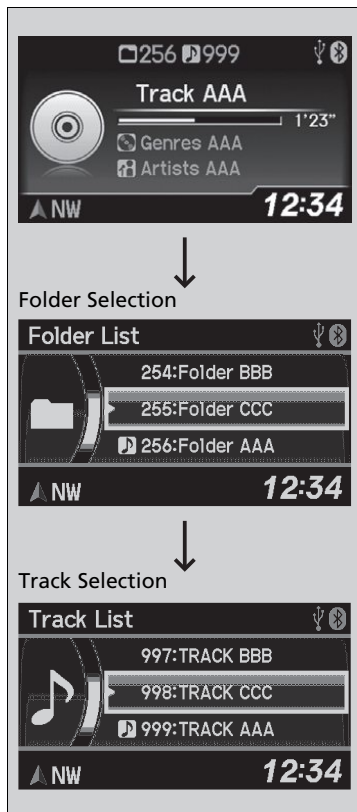 256 999
Track AAA
1'23"
Genres AAA
Artists AAA
NW 12:34
Folder Selection
Folder List
254:Folder BBB
255:Folder CCC
256:Folder AAA
NW 12:34
Track Selection
Track List
997:TRACK BBB
998:TRACK CCC
999:TRACK AAA
NW 12:34